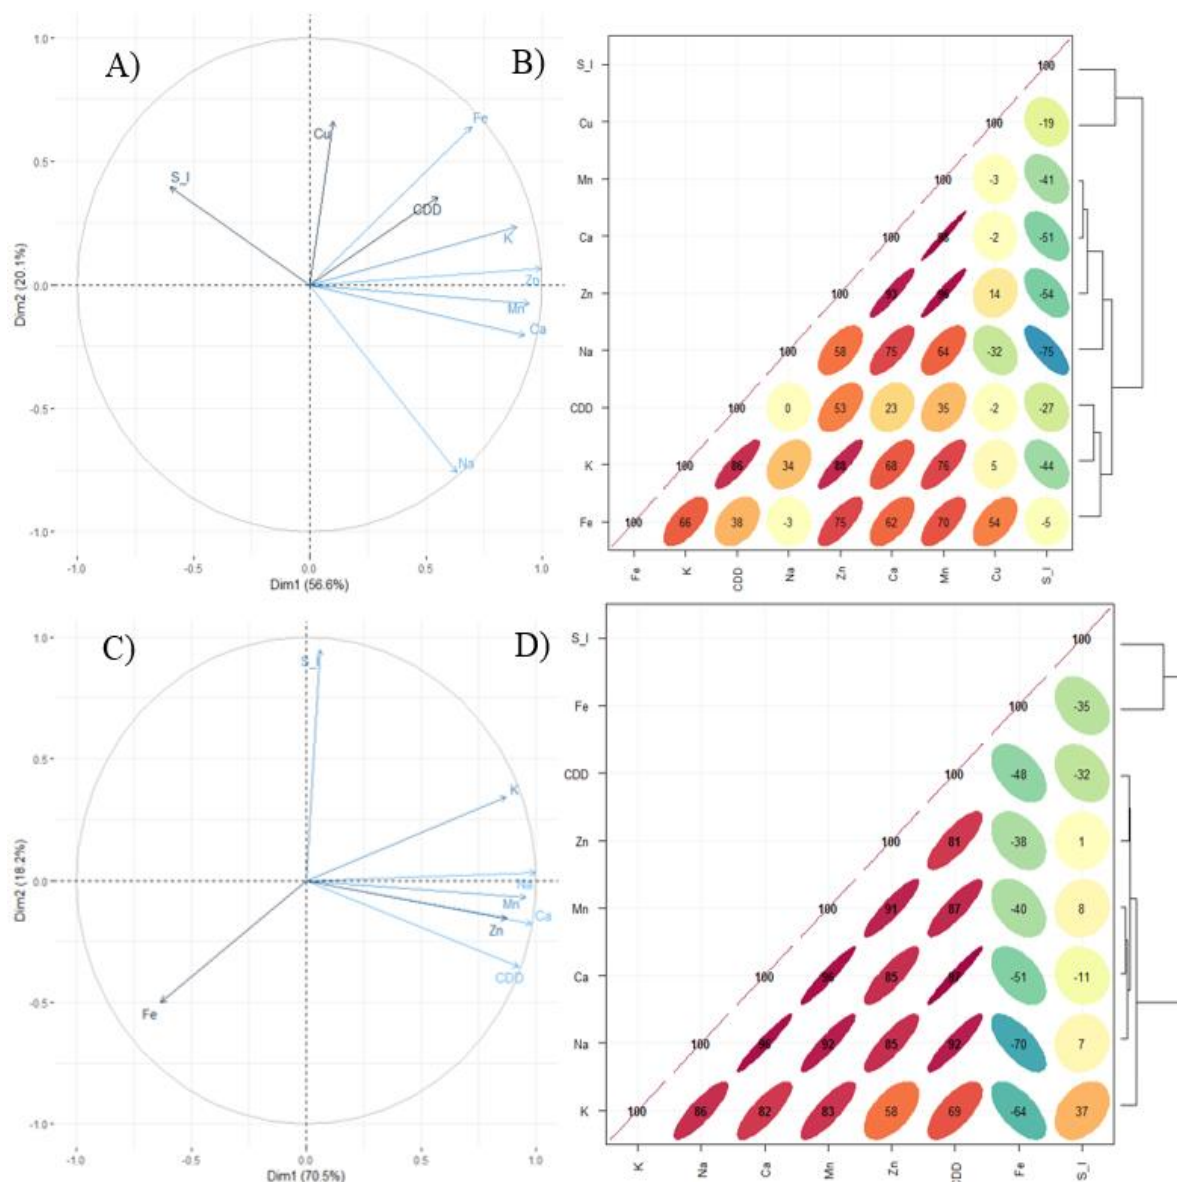 A)
1.0
0.5
0.0
-0.5
-1.0
Dim2 (20.1%)
Fe
Cu
S_I
CDD
K
Zn
Mn
Ca
Na
-1.0 -0.5 0.0 0.5 1.0
Dim1 (56.6%)
B)
S_I 100
Cu 100 -19
Mn 100 -3 -41
Ca 100 -2 -51
Zn 100 93 14 -54
Na 100 58 75 64 -32 -75
CDD 100 0 53 23 35 -2 -27
K 100 86 34 88 68 76 5 -44
Fe 100 66 38 -3 75 62 70 54 -5
Fe K CDD Na Zn Ca Mn Cu S_I
C)
1.0
0.5
0.0
-0.5
-1.0
Dim2 (18.2%)
K
Na
Mn
Ca
Zn
CDD
Fe
-1.0 -0.5 0.0 0.5 1.0
Dim1 (70.5%)
D)
S_I 100
Fe 100 -35
CDD 100 -48 -32
Zn 100 81 -38 1
Mn 100 91 87 -40 8
Ca 100 96 85 97 -51 -11
Na 100 96 92 85 92 -70 7
K 100 86 82 83 58 69 -64 37
K Na Ca Mn Zn CDD Fe S_I